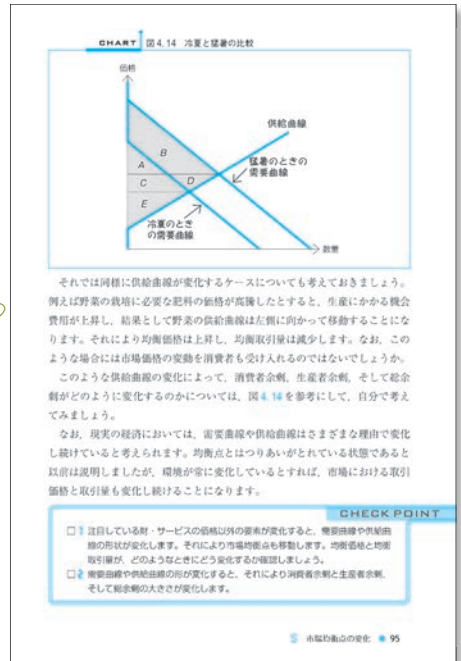 CHART 図4.14 冷夏と猛暑の比較
価格
供給曲線
B
猛暑のときの
需要曲線
A
C
D
E
冷夏のとき
の需要曲線
数量
それでは同様に供給曲線が変化するケースについても考えておきましょう。
例えば野菜の栽培に必要な肥料の価格が高騰したとすると、生産にかかる機会
費用が上昇し、結果として野菜の供給曲線は左側に向かって移動することにな
ります。それにより均衡価格は上昇し、均衡取引量は減少します。なお、この
ような場合には市場価格の変動を消費者も受け入れるのではないでしょうか。
このような供給曲線の変化によって、消費者余剰、生産者余剰、そして総余
剰がどのように変化するのかについては、図4.14を参考にして、自分で考え
てみましょう。
なお、現実の経済においては、需要曲線や供給曲線はさまざまな理由で変化
し続けていると考えられます。均衡点とはつりあいがとれている状態であると
以前は説明しましたが、環境が常に変化しているとすれば、市場における取引
価格と取引量も変化し続けることになります。
CHECK POINT
□1 注目している財・サービスの価格以外の要素が変化すると、需要曲線や供給曲
線の形状が変化します。それにより市場均衡点も移動します。均衡価格と均衡
取引量が、どのようなときにどう変化するか確認しましょう。
□2 需要曲線や供給曲線の形が変化すると、それにより消費者余剰と生産者余剰、
そして総余剰の大きさが変化します。
5 市場均衡点の変化 ● 95